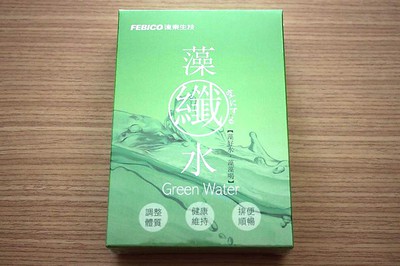 FEBICO 遠東生技
藻
纖
水
Green Water
調整
體質
健康
維持
排便
順暢